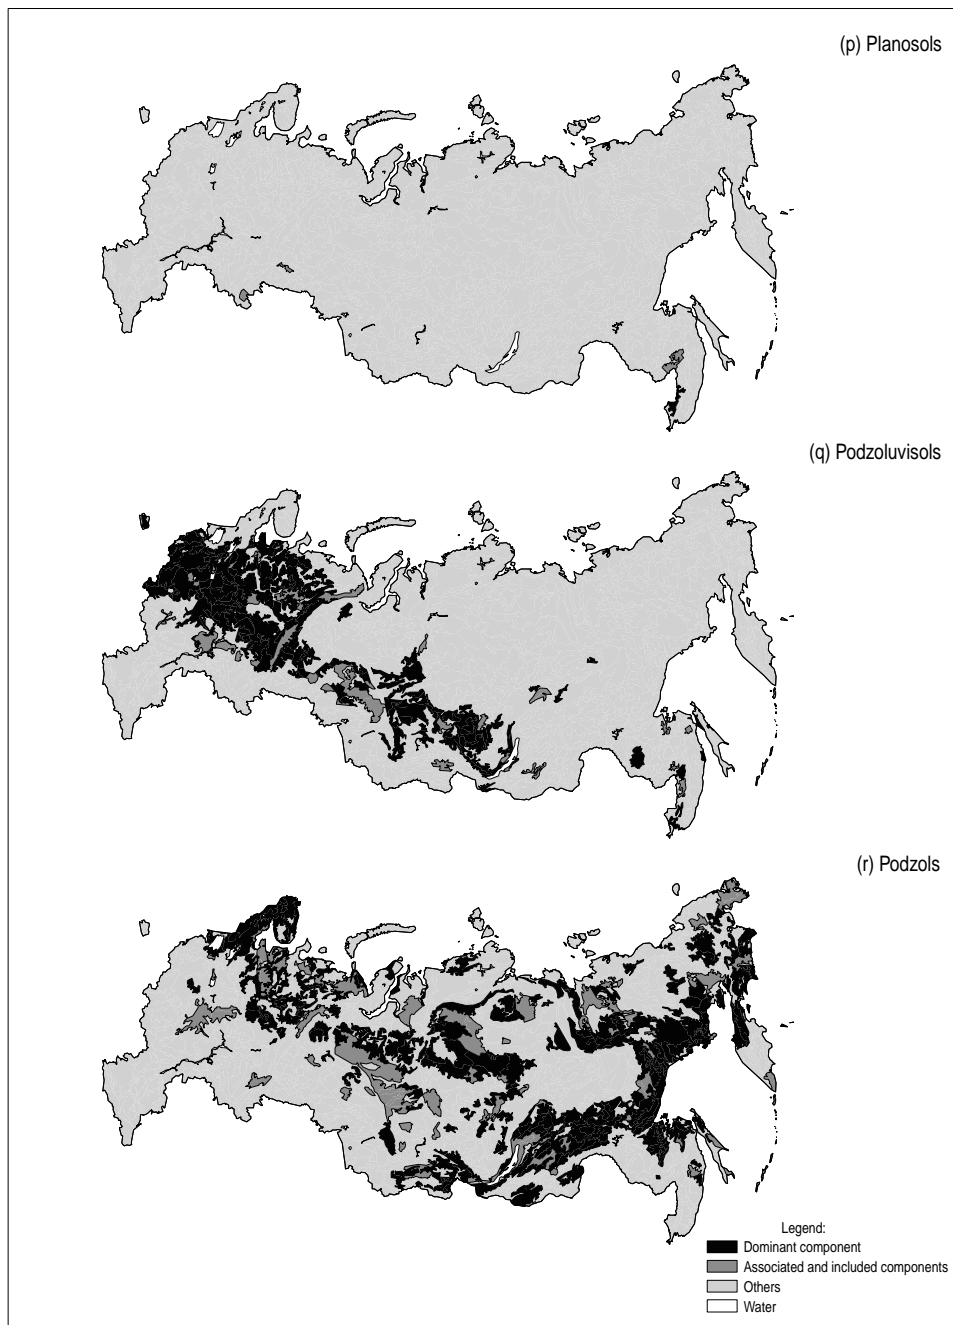 (p) Planosols
(q) Podzoluvisols
(r) Podzols
Legend:
Dominant component
Associated and included components
Others
Water